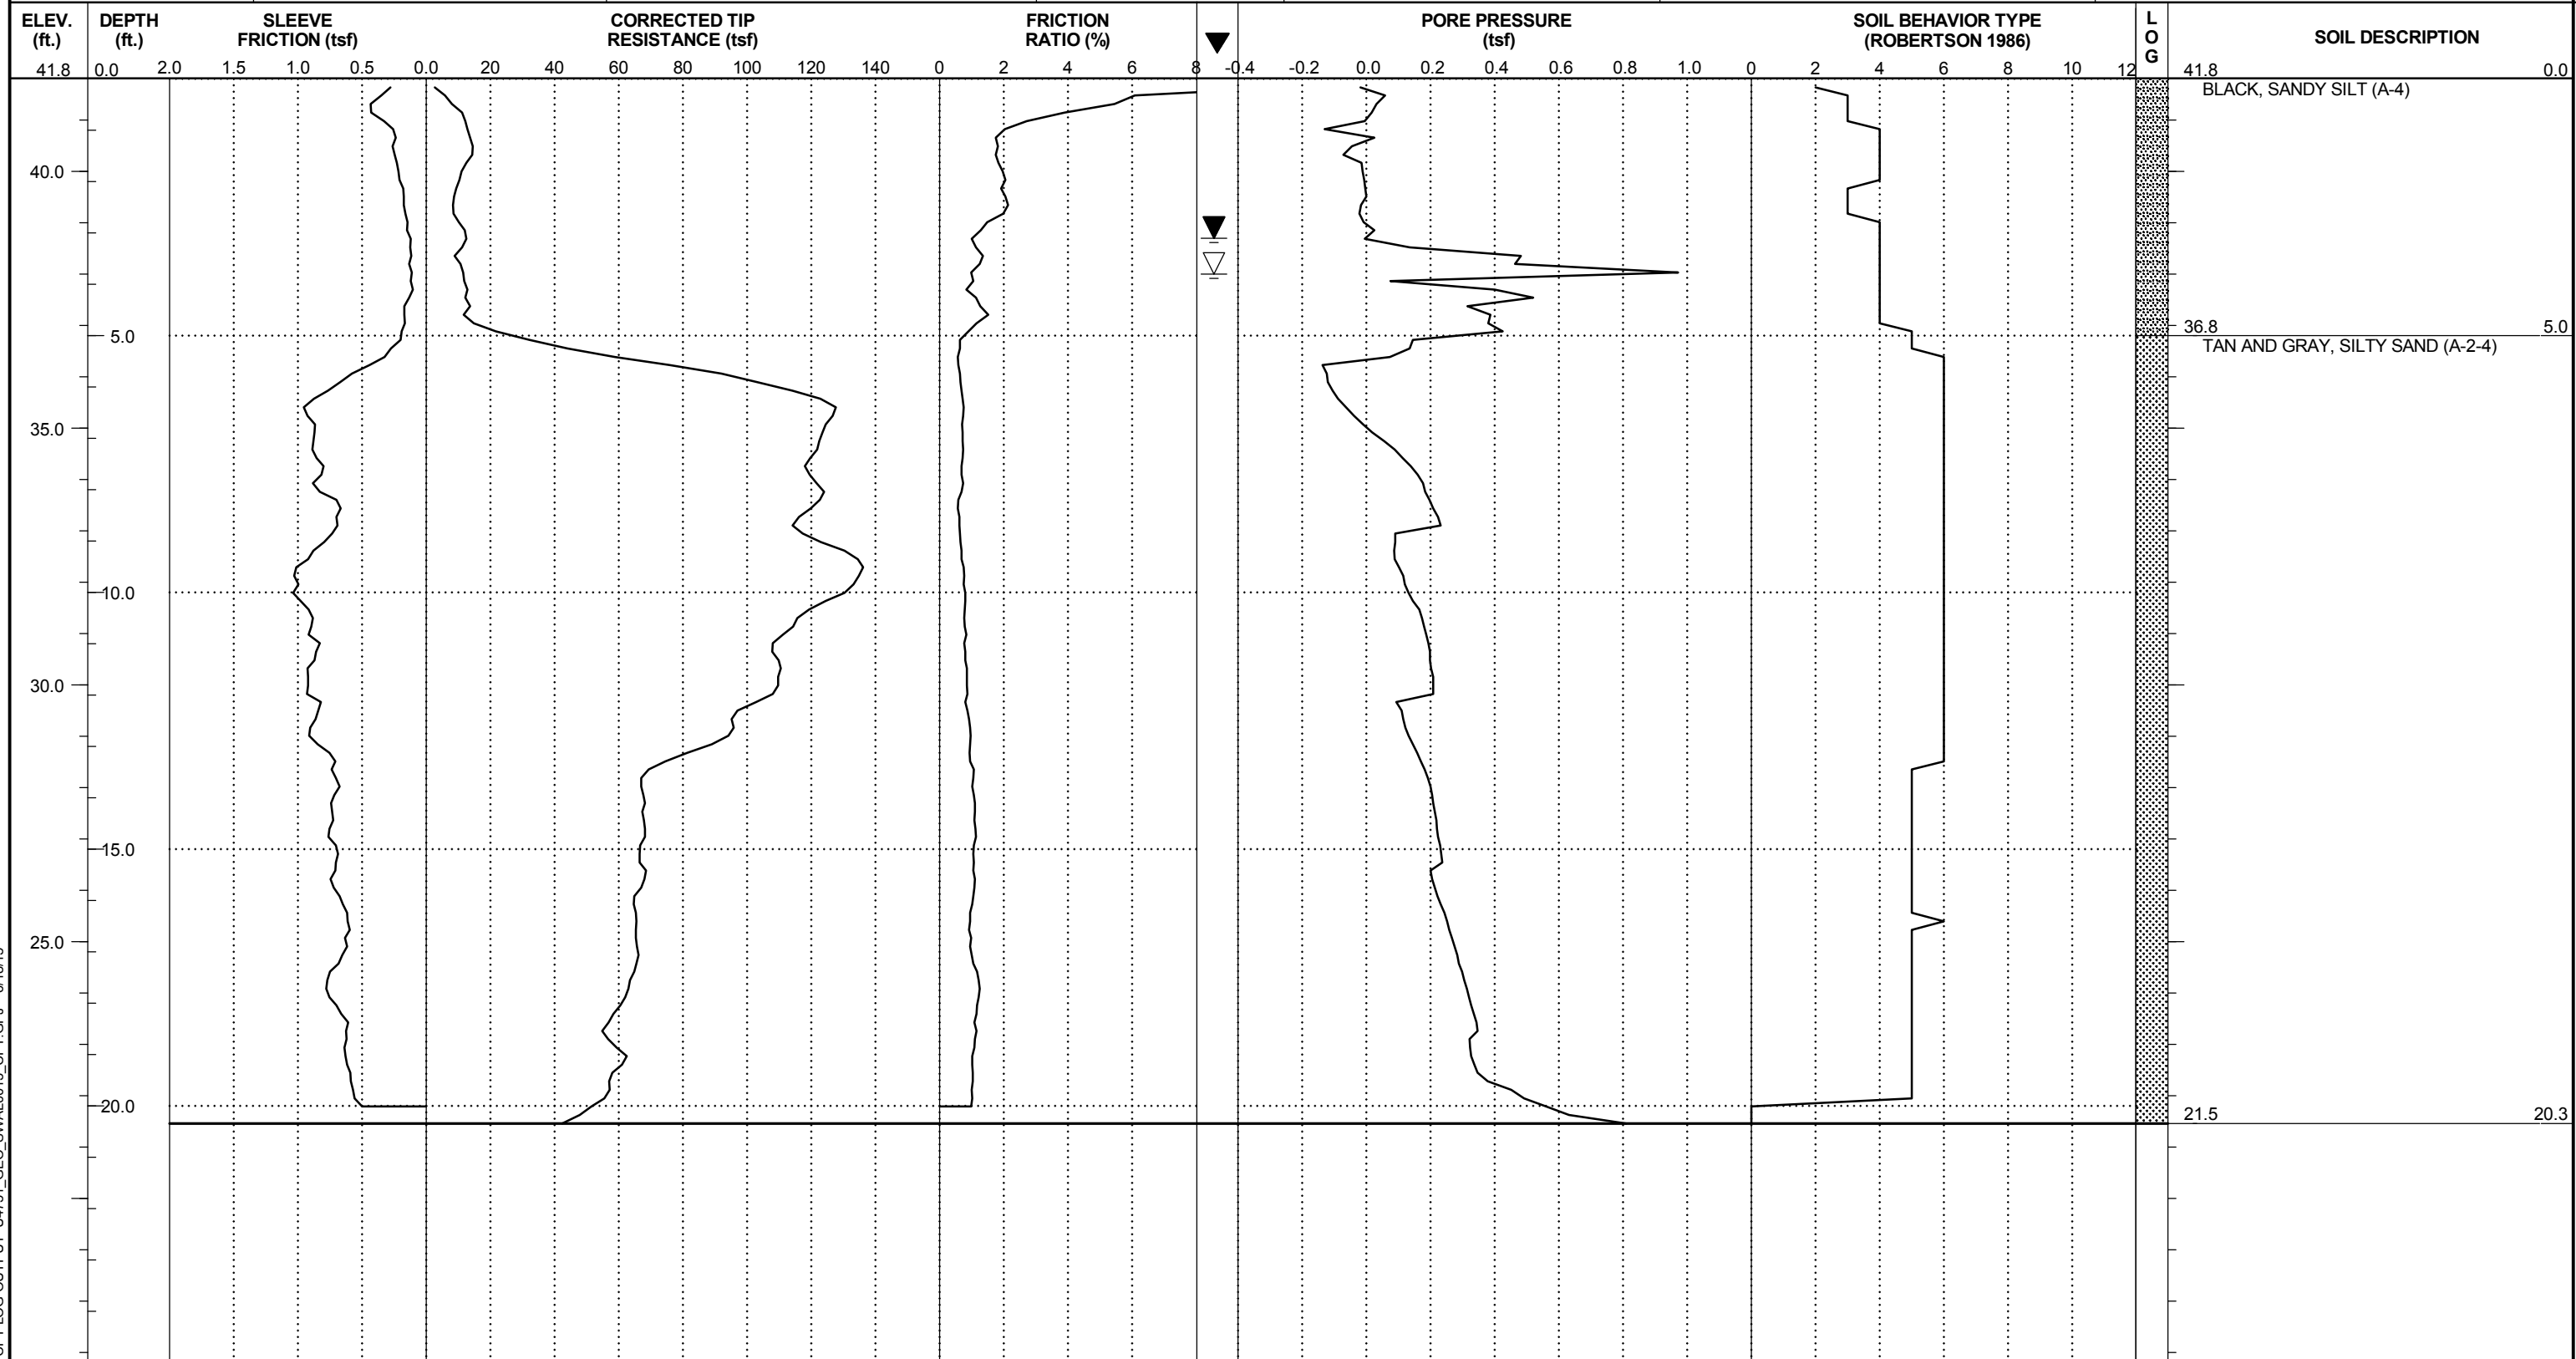 ELEV. (ft.)
DEPTH (ft.)
SLEEVE FRICTION (tsf)
CORRECTED TIP RESISTANCE (tsf)
FRICTION RATIO (%)
PORE PRESSURE (tsf)
SOIL BEHAVIOR TYPE (ROBERTSON 1986)
LOG
SOIL DESCRIPTION
41.8
0.0
2.0 1.5 1.0 0.5 0.0
20 40 60 80 100 120 140
0 2 4 6 8
-0.4 -0.2 0.0 0.2 0.4 0.6 0.8 1.0
0 2 4 6 8 10 12
41.8 0.0
BLACK, SANDY SILT (A-4)
40.0
5.0
36.8 5.0
TAN AND GRAY, SILTY SAND (A-2-4)
35.0
10.0
30.0
15.0
25.0
20.0
21.5 20.3